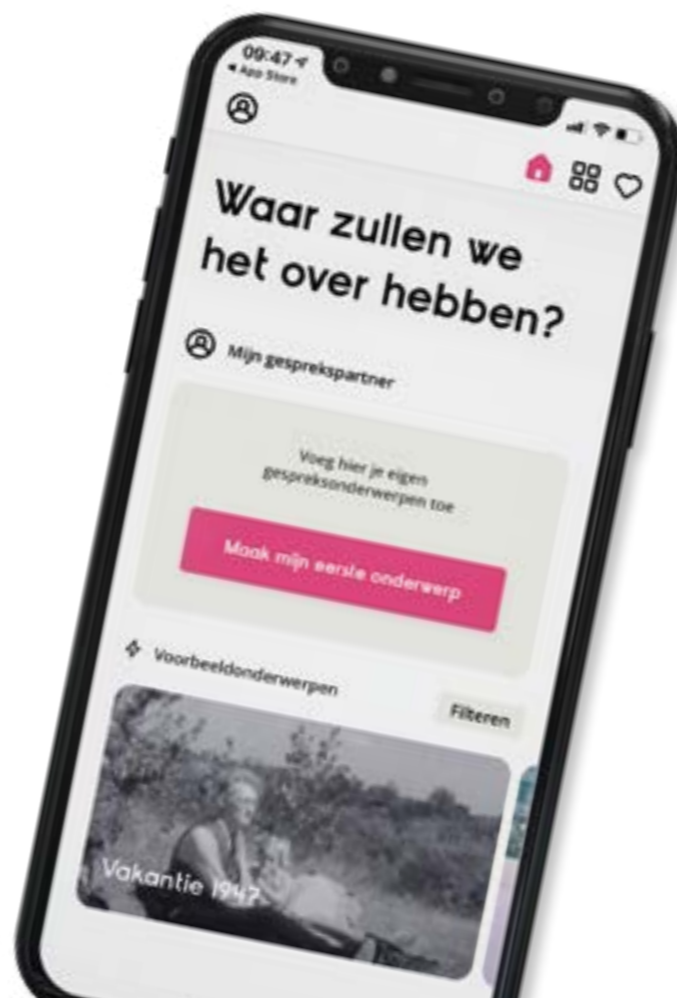 09:47
App Store
Waar zullen we
het over hebben?
Mijn gesprekspartner
Voeg hier je eigen
gespreksonderwerpen toe
Maak mijn eerste onderwerp
Voorbeeldonderwerpen
Filteren
Vakantie 1947